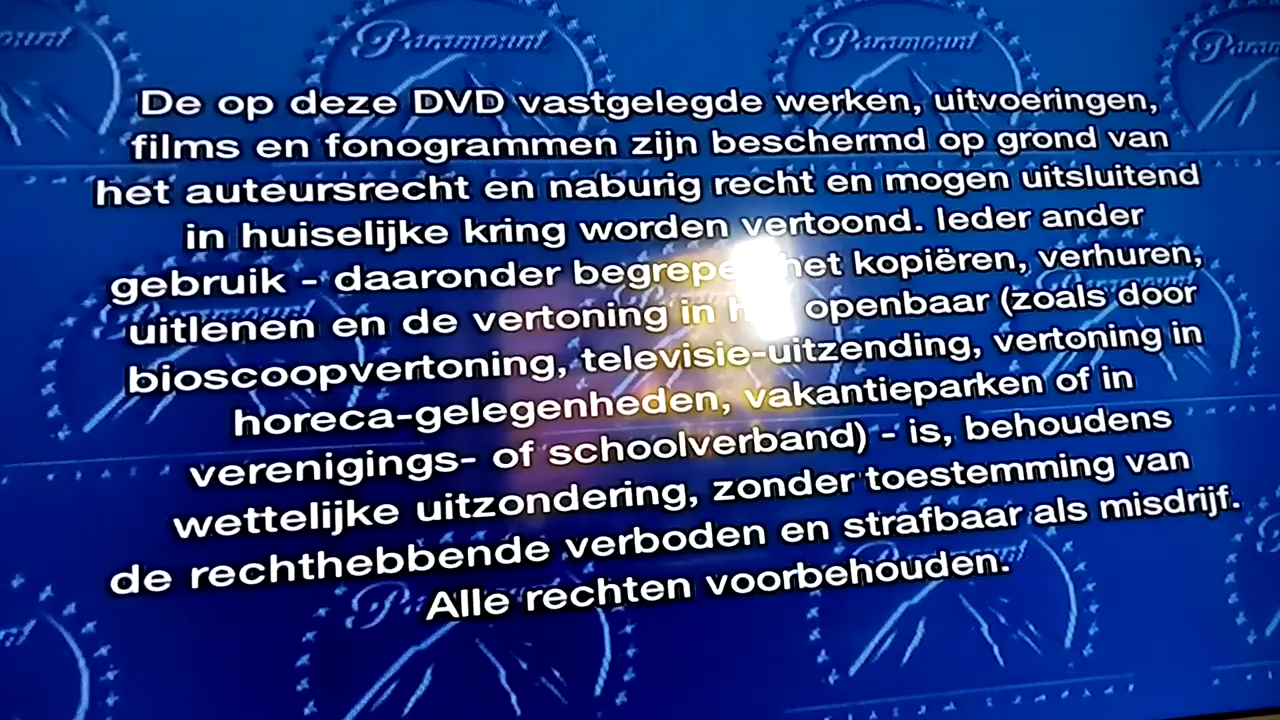 Paramount
Paramount
De op deze DVD vastgelegde werken, uitvoeringen,
films en fonogrammen zijn beschermd op grond van
het auteursrecht en naburig recht en mogen uitsluitend
in huiselijke kring worden vertoond. Ieder ander
gebruik - daaronder het kopiëren, verhuren,
uitlenen en de vertoning in openbaar (zoals door
bioscoopvertoning, televisie-uitzending, vertoning in
horeca-gelegenheden, vakantieparken of in
verenigings- of schoolverband) - is, behoudens
wettelijke uitzondering, zonder toestemming van
de rechthebbende verboden en strafbaar als misdrijf.
Alle rechten voorbehouden.